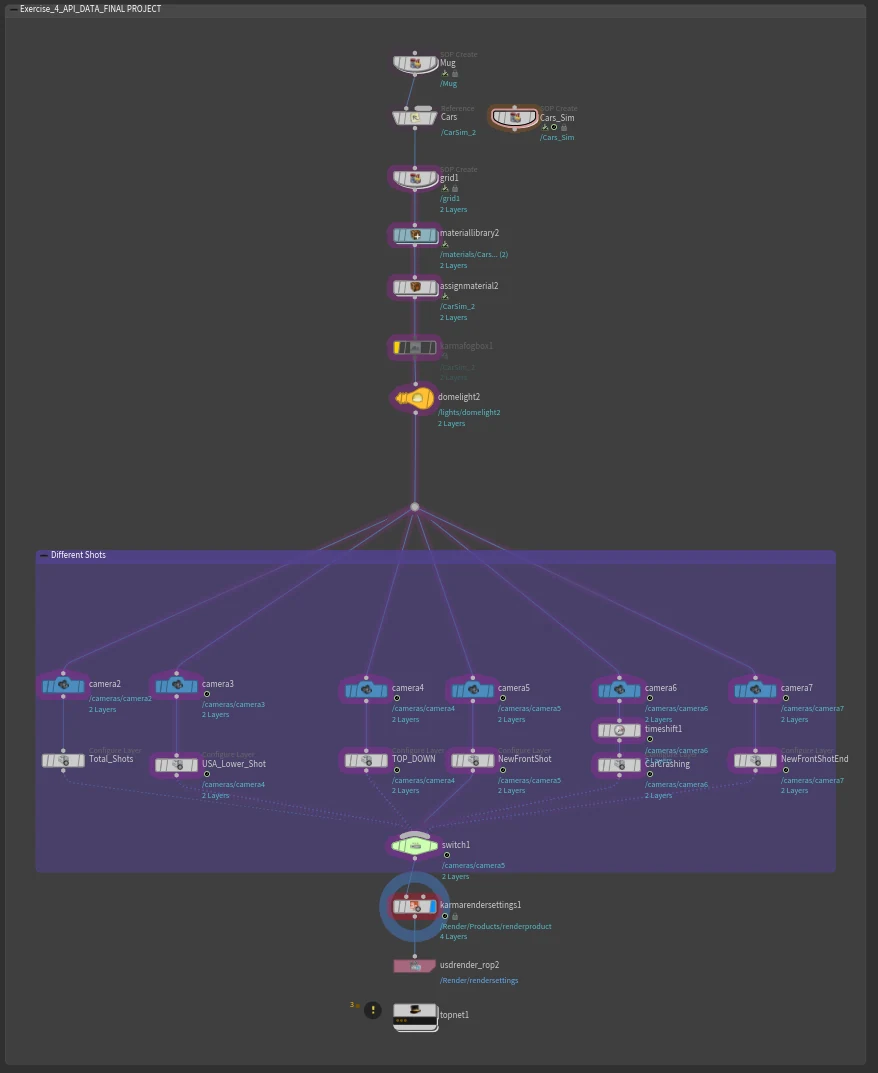 Exercise_4_API_DATA_FINAL PROJECT
SOP Create
Mug
/Mug
Reference
Cars
/CarSim_2
SOP Create
Cars_Sim
/Cars_Sim
SOP Create
grid1
/grid1
2 Layers
materiallibrary2
/materials/Cars... (2)
2 Layers
assignmaterial2
/CarSim_2
2 Layers
karmafogbox1
/CarSim_2
2 Layers
domelight2
/lights/domelight2
2 Layers
Different Shots
camera2
/cameras/camera2
2 Layers
camera3
/cameras/camera3
2 Layers
camera4
/cameras/camera4
2 Layers
camera5
/cameras/camera5
2 Layers
camera6
/cameras/camera6
2 Layers
camera7
/cameras/camera7
2 Layers
timeshift1
/cameras/camera6
Configure Layer
Total_Shots
Configure Layer
USA_Lower_Shot
/cameras/camera4
2 Layers
Configure Layer
TOP_DOWN
/cameras/camera4
2 Layers
Configure Layer
NewFrontShot
/cameras/camera5
2 Layers
CarCrashing
/cameras/camera6
2 Layers
Configure Layer
NewFrontShotEnd
/cameras/camera7
2 Layers
switch1
/cameras/camera5
2 Layers
karmarendersettings1
/Render/Products/renderproduct
4 Layers
usdrender_rop2
/Render/rendersettings
3
topnet1